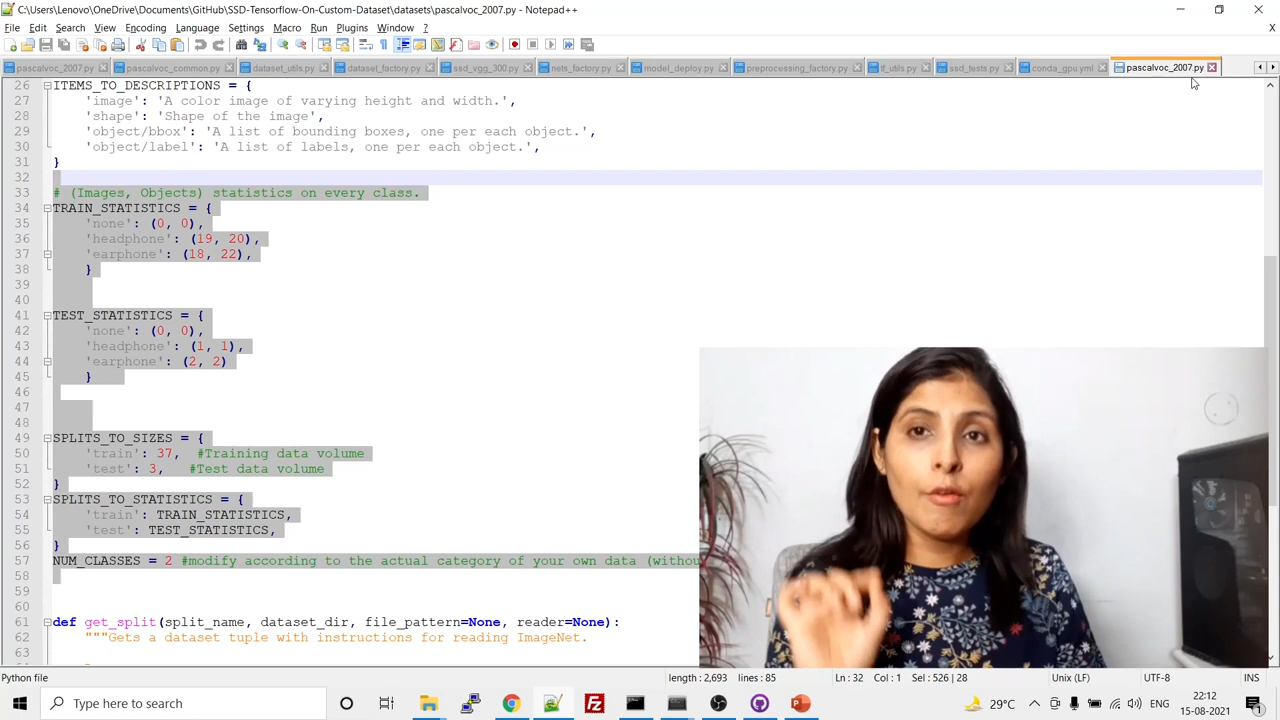 C:\Users\Lenovo\OneDrive\Documents\GitHub\SSD-Tensorflow-On-Custom-Dataset\datasets\pascalvoc_2007.py - Notepad++
File Edit Search View Encoding Language Settings Macro Run Plugins Window ?
pascalvoc_2007.py pascalvoc_common.py dataset_utils.py dataset_factory.py ssd_vgg_300.py nets_factory.py model_deploy.py preprocessing_factory.py tf_utils.py ssd_tests.py conda_gpu.yml pascalvoc_2007.py
26 ITEMS_TO_DESCRIPTIONS = {
27 'image': 'A color image of varying height and width.',
28 'shape': 'Shape of the image',
29 'object/bbox': 'A list of bounding boxes, one per each object.',
30 'object/label': 'A list of labels, one per each object.',
31 }
32
33 # (Images, Objects) statistics on every class.
34 TRAIN_STATISTICS = {
35 'none': (0, 0),
36 'headphone': (19, 20),
37 'earphone': (18, 22),
38 }
39
40
41 TEST_STATISTICS = {
42 'none': (0, 0),
43 'headphone': (1, 1),
44 'earphone': (2, 2)
45 }
46
47
48
49 SPLITS_TO_SIZES = {
50 'train': 37, #Training data volume
51 'test': 3, #Test data volume
52 }
53 SPLITS_TO_STATISTICS = {
54 'train': TRAIN_STATISTICS,
55 'test': TEST_STATISTICS,
56 }
57 NUM_CLASSES = 2 #modify according to the actual category of your own data (withou
58
59
60
61 def get_split(split_name, dataset_dir, file_pattern=None, reader=None):
62 """Gets a dataset tuple with instructions for reading ImageNet.
63
Python file length : 2,693 lines : 85 Ln : 32 Col : 1 Sel : 526 | 28 Unix (LF) UTF-8 INS
Type here to search 29°C ENG 22:12
15-08-2021